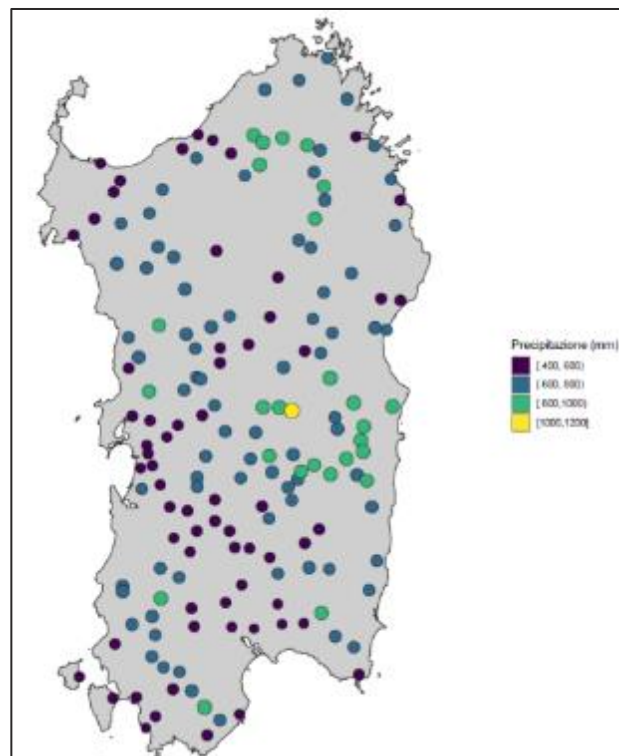 Precipitazione (mm)
[ 400, 600)
[ 600, 800)
[ 800,1000)
[1000,1200]